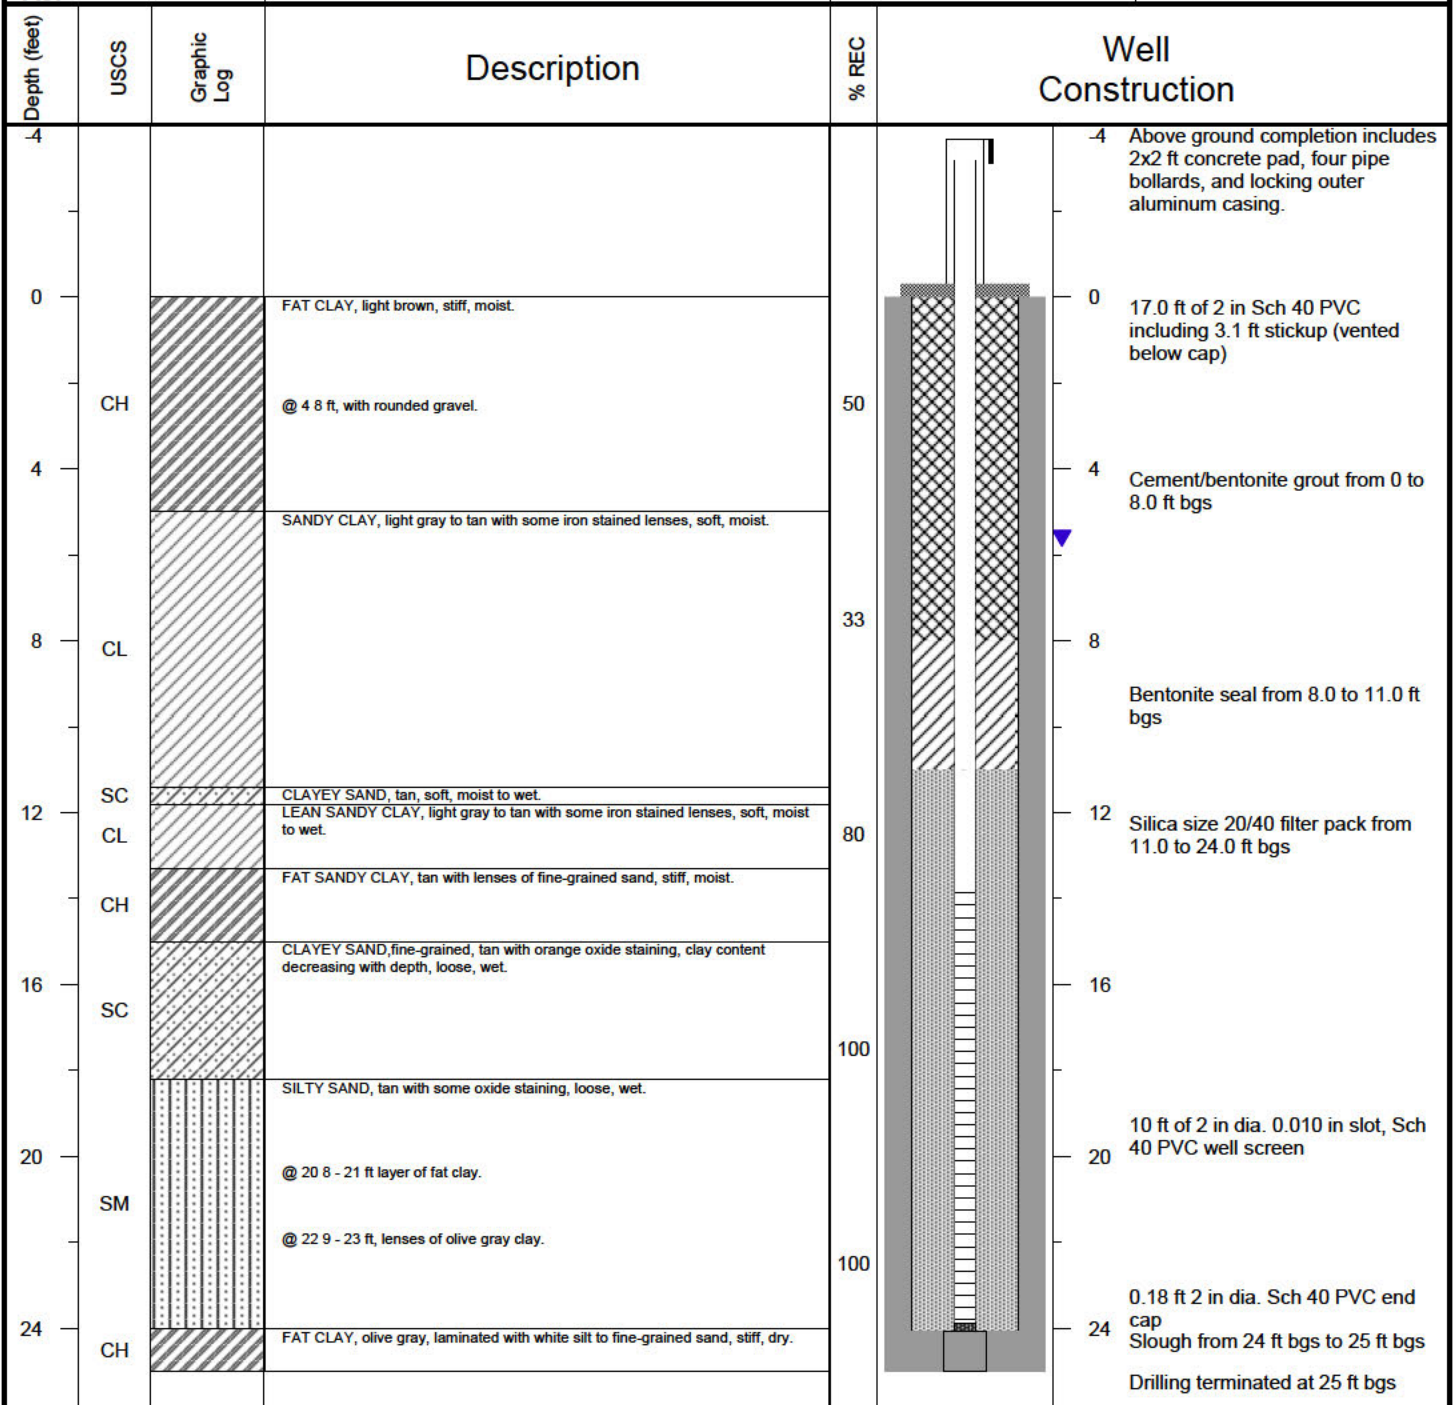 Depth (feet)
USCS
Graphic
Log
Description
% REC
Well
Construction
-4
-4
Above ground completion includes
2x2 ft concrete pad, four pipe
bollards, and locking outer
aluminum casing.
0
FAT CLAY, light brown, stiff, moist.
0
17.0 ft of 2 in Sch 40 PVC
including 3.1 ft stickup (vented
below cap)
CH
@ 4 8 ft, with rounded gravel.
50
4
4
Cement/bentonite grout from 0 to
8.0 ft bgs
SANDY CLAY, light gray to tan with some iron stained lenses, soft, moist.
33
8
CL
8
Bentonite seal from 8.0 to 11.0 ft
bgs
SC
CLAYEY SAND, tan, soft, moist to wet.
12
LEAN SANDY CLAY, light gray to tan with some iron stained lenses, soft, moist
to wet.
CL
80
12
Silica size 20/40 filter pack from
11.0 to 24.0 ft bgs
FAT SANDY CLAY, tan with lenses of fine-grained sand, stiff, moist.
CH
CLAYEY SAND,fine-grained, tan with orange oxide staining, clay content
decreasing with depth, loose, wet.
16
16
SC
100
SILTY SAND, tan with some oxide staining, loose, wet.
10 ft of 2 in dia. 0.010 in slot, Sch
40 PVC well screen
20
20
@ 20 8 - 21 ft layer of fat clay.
SM
@ 22 9 - 23 ft, lenses of olive gray clay.
100
0.18 ft 2 in dia. Sch 40 PVC end
cap
24
24
FAT CLAY, olive gray, laminated with white silt to fine-grained sand, stiff, dry.
Slough from 24 ft bgs to 25 ft bgs
CH
Drilling terminated at 25 ft bgs